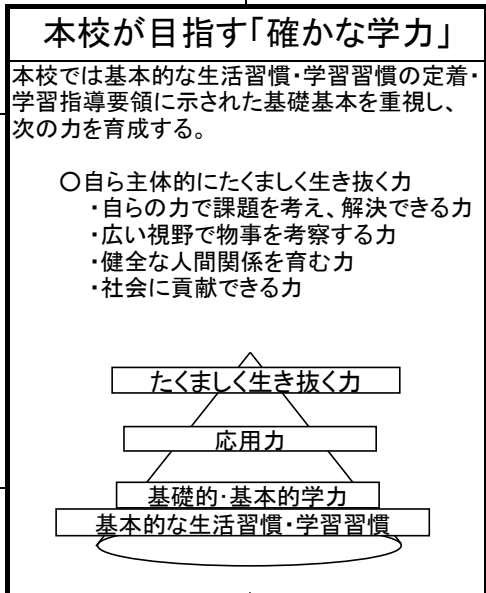 本校が目指す「確かな学力」
本校では基本的な生活習慣・学習習慣の定着・
学習指導要領に示された基礎基本を重視し、
次の力を育成する。
○自ら主体的にたくましく生き抜く力
・自らの力で課題を考え、解決できる力
・広い視野で物事を考察する力
・健全な人間関係を育む力
・社会に貢献できる力
たくましく生き抜く力
応用力
基礎的・基本的学力
基本的な生活習慣・学習習慣